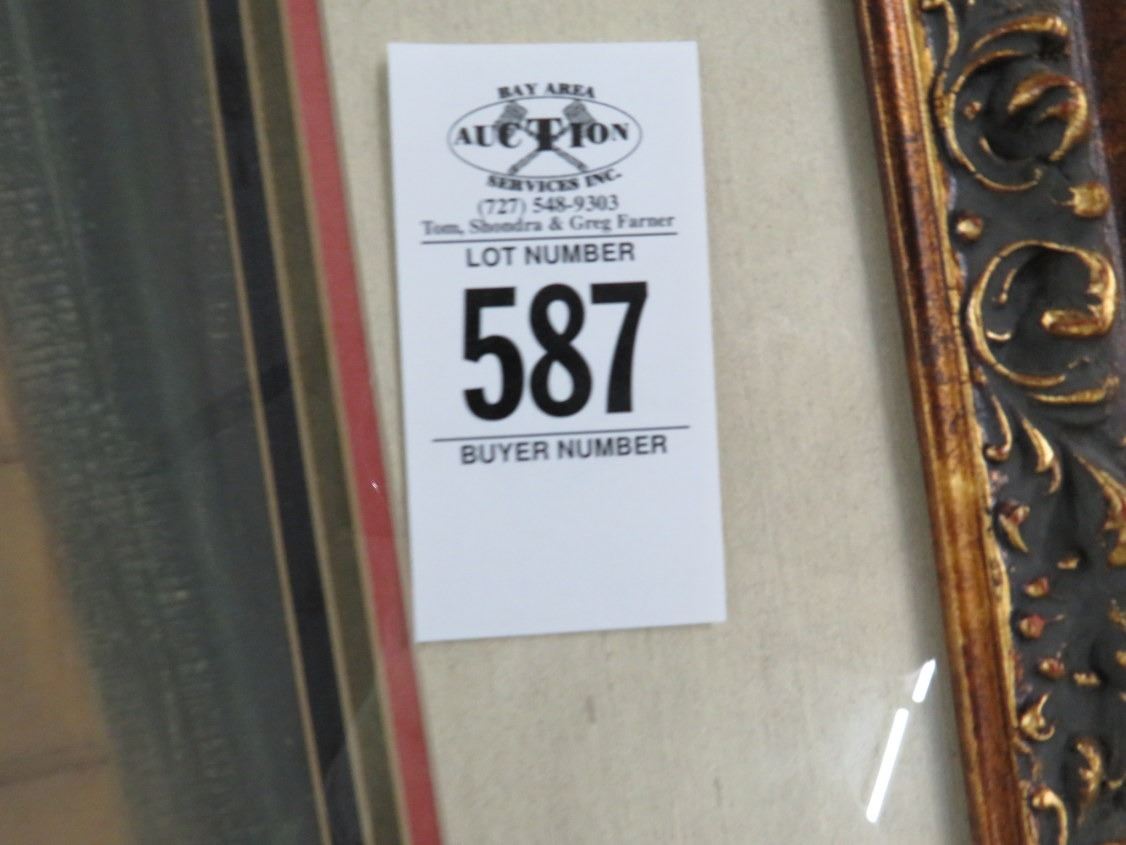 BAY AREA
AUCTION
SERVICES INC.
(727) 548-9303
Tom, Shondra & Greg Farner
LOT NUMBER
587
BUYER NUMBER